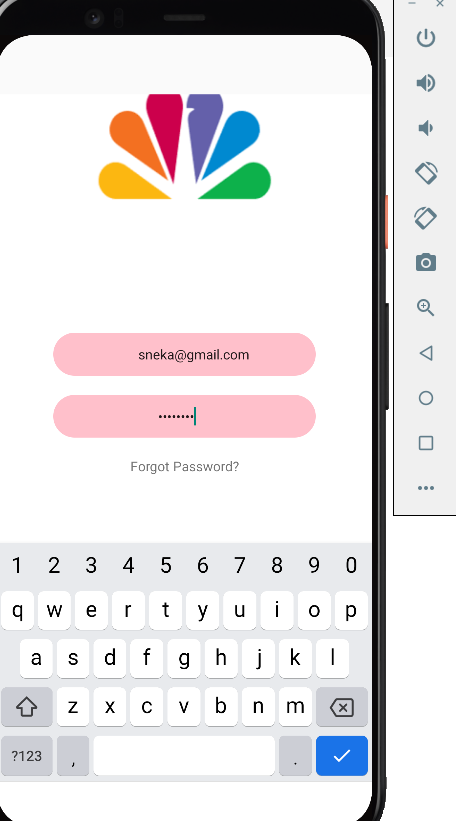 sneka@gmail.com
••••••••
Forgot Password?
1 2 3 4 5 6 7 8 9 0
q w e r t y u i o p
a s d f g h j k l
z x c v b n m
?123 , .